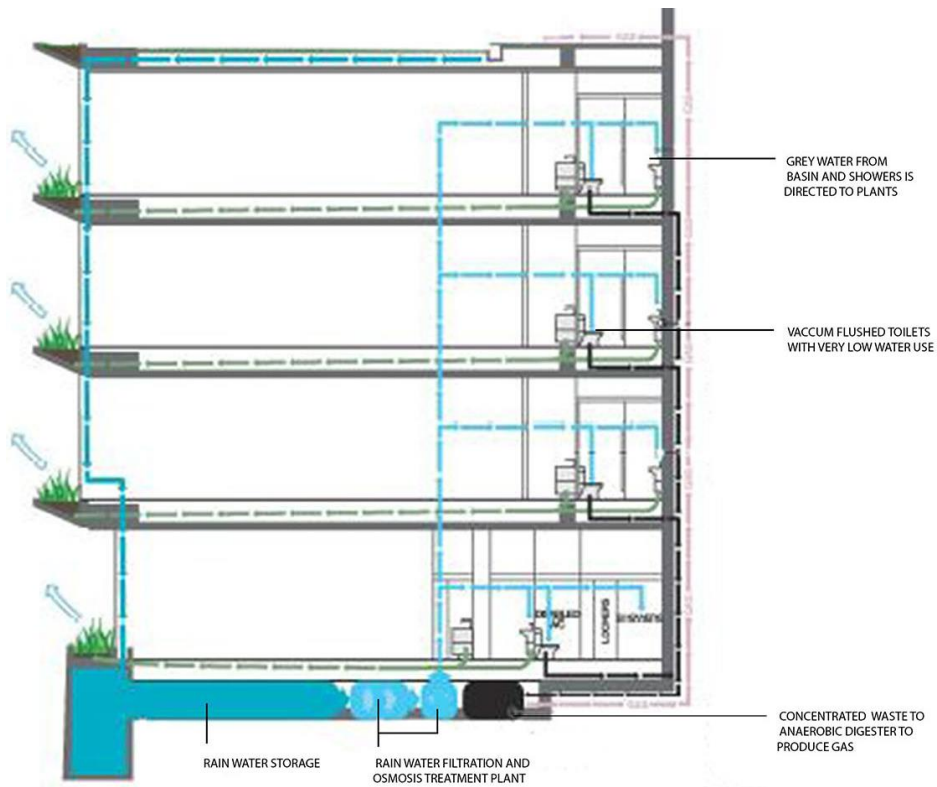 GREY WATER FROM
BASIN AND SHOWERS IS
DIRECTED TO PLANTS
VACCUM FLUSHED TOILETS
WITH VERY LOW WATER USE
LOCKERS
SHOWERS
CONCENTRATED WASTE TO
ANAEROBIC DIGESTER TO
PRODUCE GAS
RAIN WATER STORAGE
RAIN WATER FILTRATION AND
OSMOSIS TREATMENT PLANT